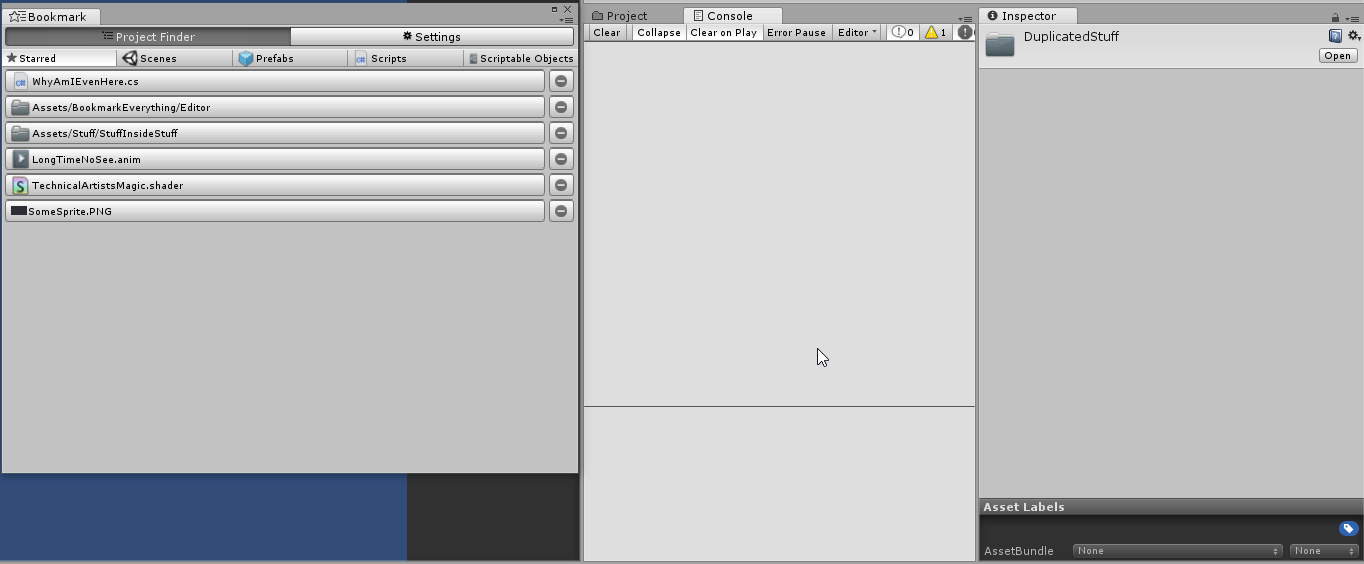 Bookmark
Project Finder
Settings
Starred
Scenes
Prefabs
Scripts
Scriptable Objects
WhyAmIEvenHere.cs
Assets/BookmarkEverything/Editor
Assets/Stuff/StuffInsideStuff
LongTimeNoSee.anim
TechnicalArtistsMagic.shader
SomeSprite.PNG
Project
Console
Clear
Collapse
Clear on Play
Error Pause
Editor
0
1
Inspector
DuplicatedStuff
Open
Asset Labels
AssetBundle
None
None